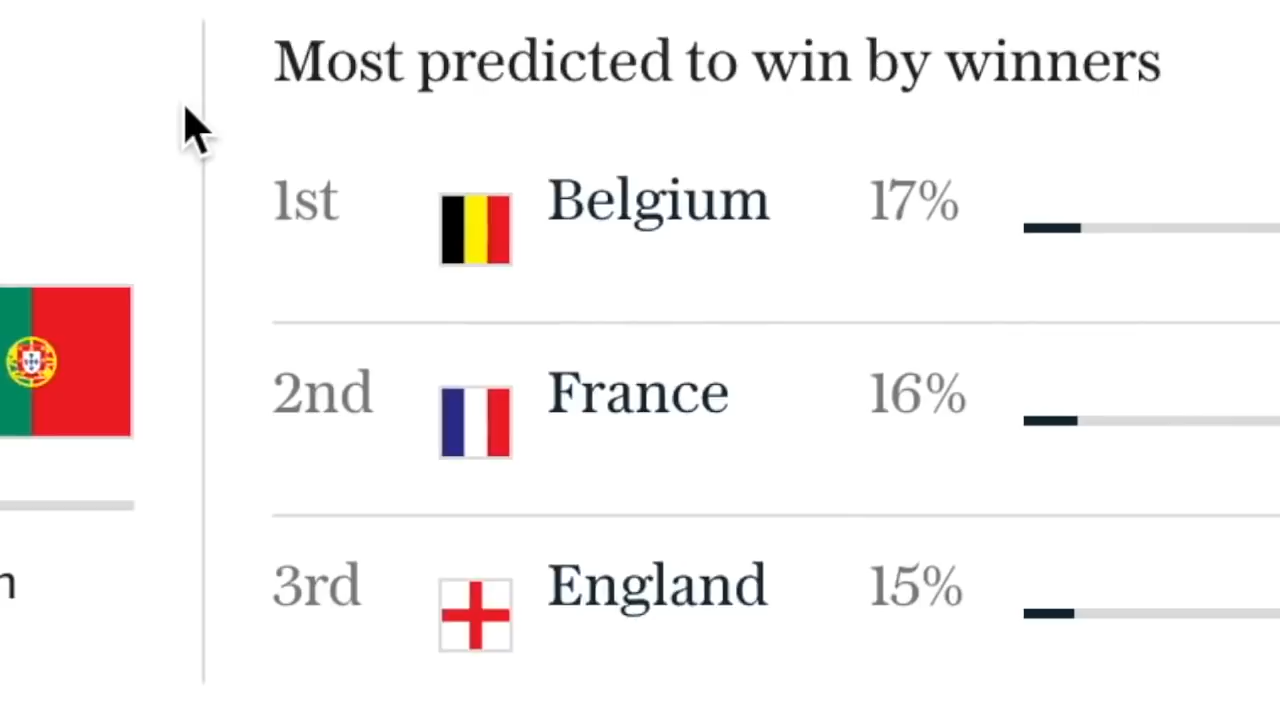 Most predicted to win by winners
1st Belgium 17%
2nd France 16%
n
3rd England 15%